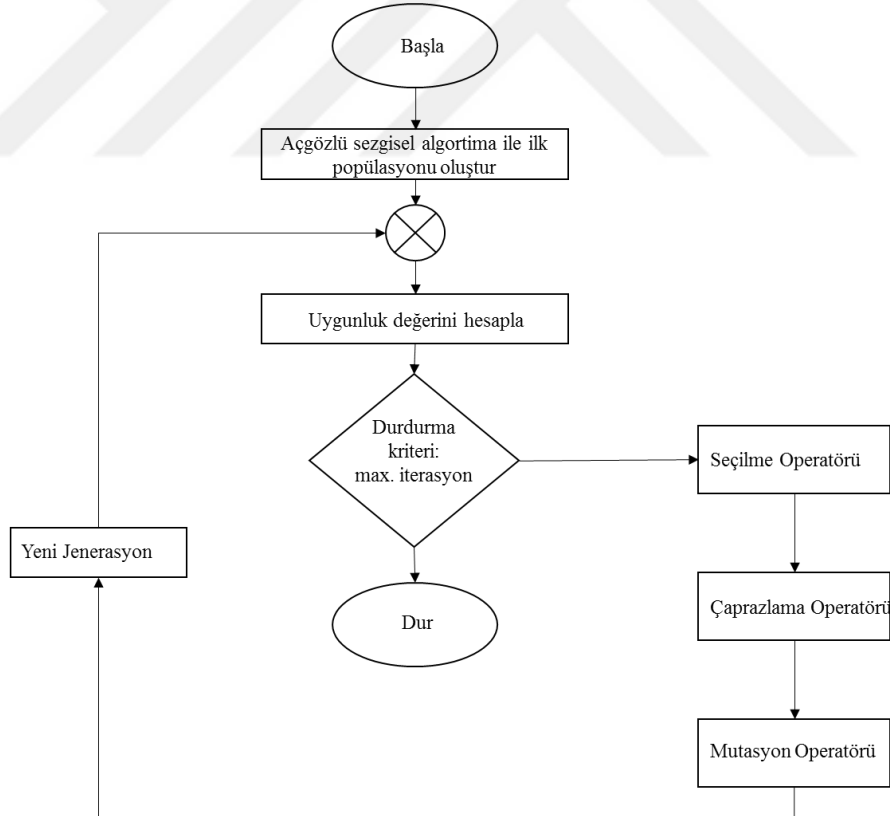 Başla
Açgözlü sezgisel algortima ile ilk
popülasyonu oluştur
Uygunluk değerini hesapla
Durdurma
kriteri:
max. iterasyon
Seçilme Operatörü
Yeni Jenerasyon
Çaprazlama Operatörü
Dur
Mutasyon Operatörü